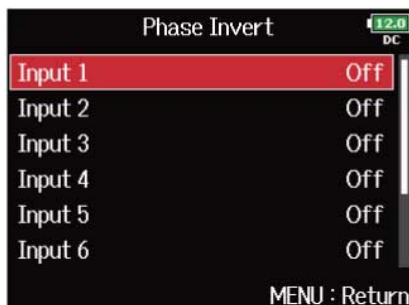 Phase Invert
12.0
DC
Input 1 Off
Input 2 Off
Input 3 Off
Input 4 Off
Input 5 Off
Input 6 Off
MENU : Return